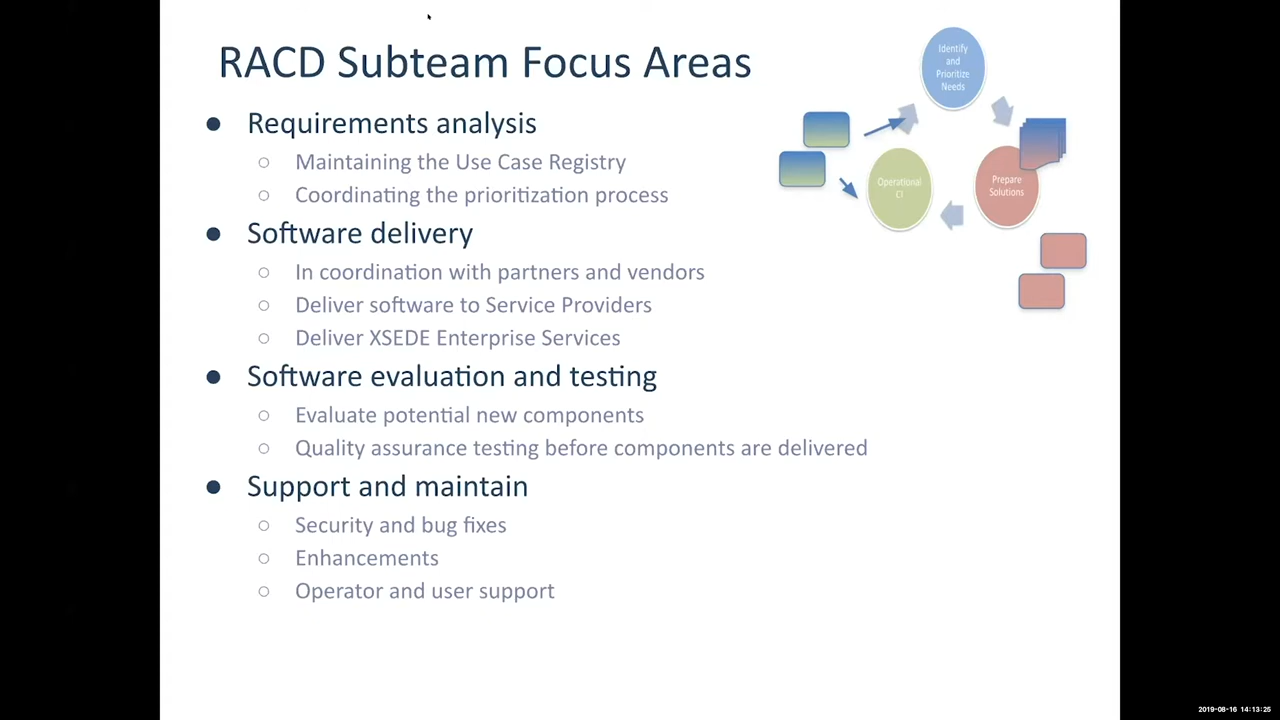 RACD Subteam Focus Areas
● Requirements analysis
○ Maintaining the Use Case Registry
○ Coordinating the prioritization process
● Software delivery
○ In coordination with partners and vendors
○ Deliver software to Service Providers
○ Deliver XSEDE Enterprise Services
● Software evaluation and testing
○ Evaluate potential new components
○ Quality assurance testing before components are delivered
● Support and maintain
○ Security and bug fixes
○ Enhancements
○ Operator and user support
Identify
and
Prioritize
Needs
Operational
CI
Prepare
Solutions
2019-08-16 14:13:25